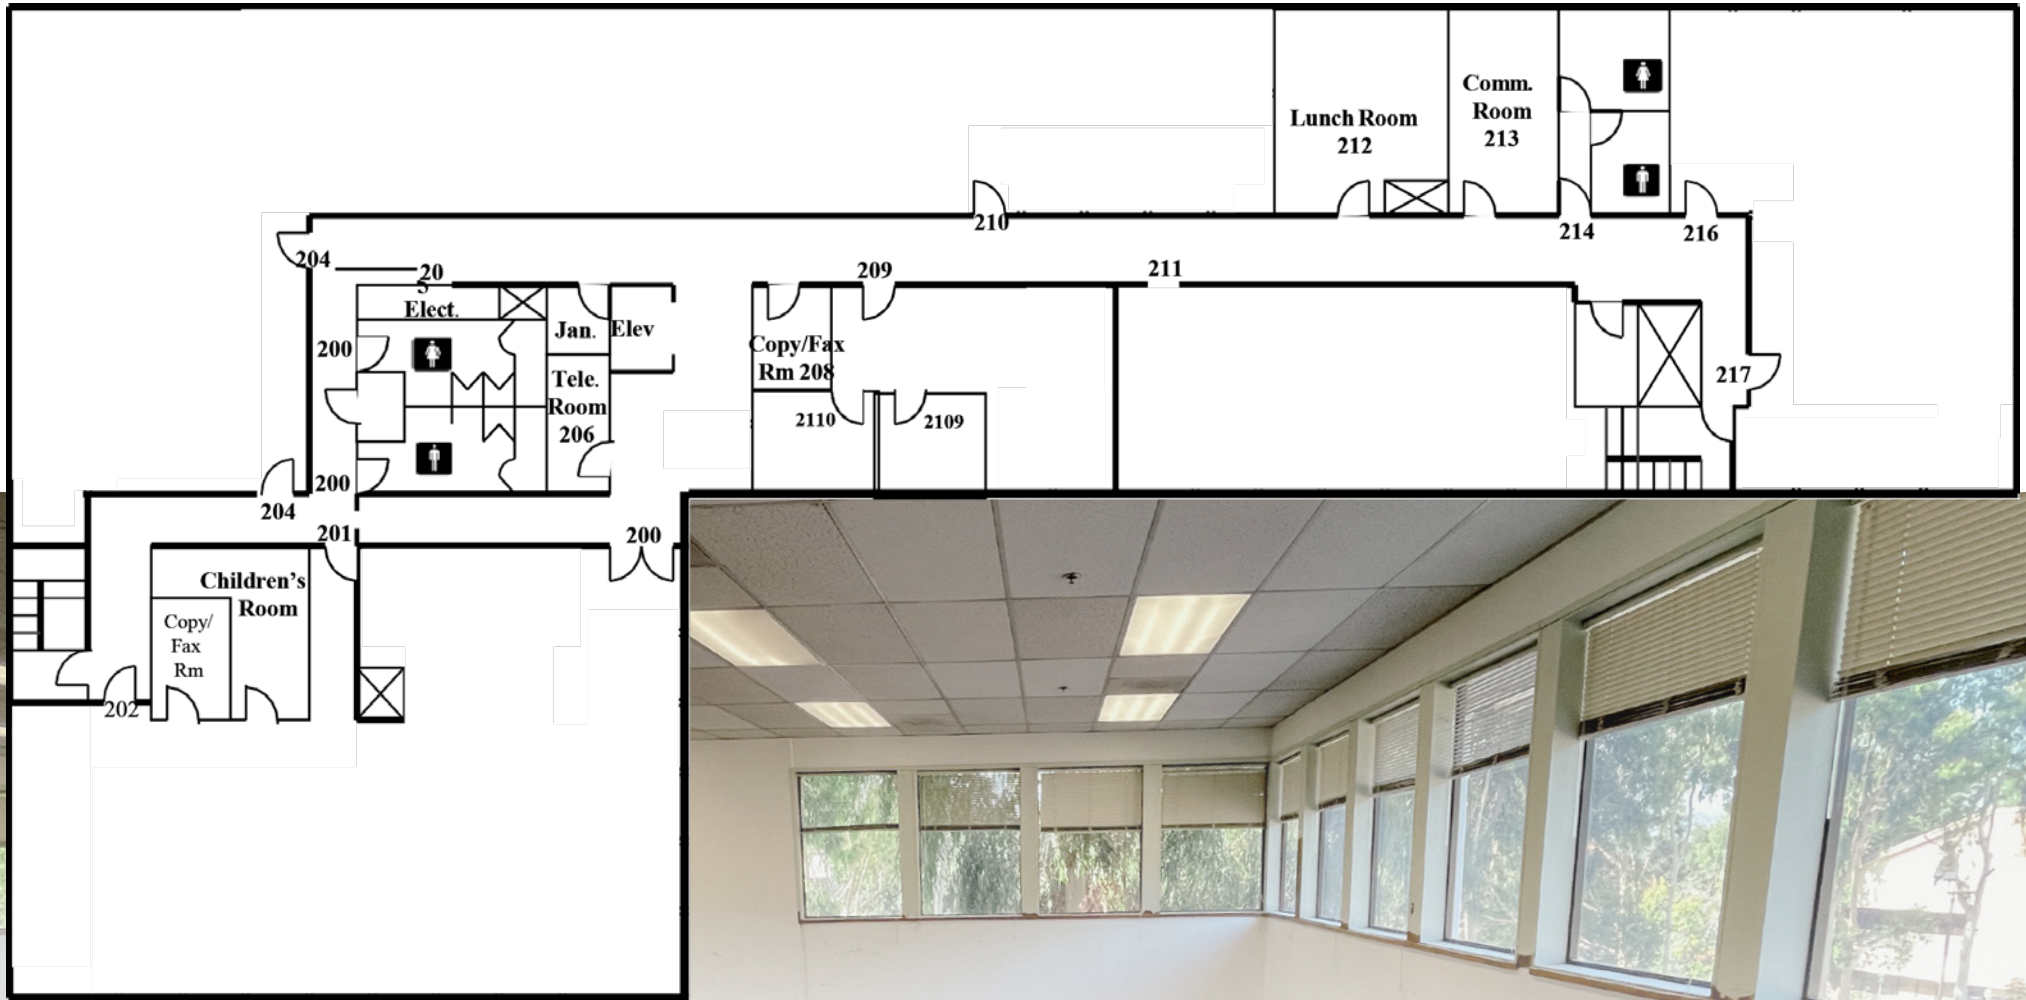 Comm.
Room
213
Lunch Room
212
210
214
216
204
20
5
209
211
Elect.
Jan.
Elev
200
Copy/Fax
Rm 208
Tele.
Room
206
217
2110
2109
200
204
201
200
Children's
Room
Copy/
Fax
Rm
202